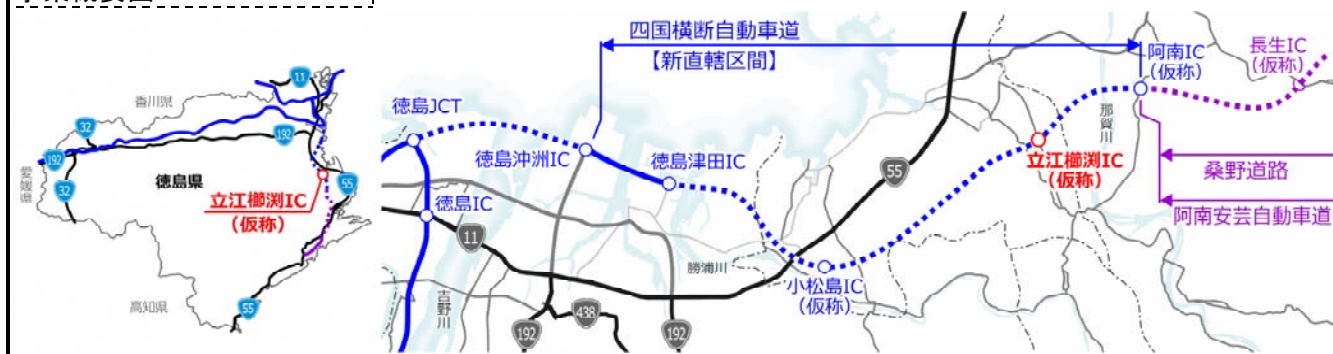 11
香川県
32
192
192
愛媛県
32
徳島県
55
立江櫛渕IC
(仮称)
高知県
55
四国横断自動車道
【新直轄区間】
阿南IC
(仮称)
長生IC
(仮称)
徳島JCT
那賀川
徳島沖洲IC
徳島津田IC
立江櫛渕IC
(仮称)
桑野道路
徳島IC
55
阿南安芸自動車道
11
勝浦川
小松島IC
(仮称)
吉野川
192
438
192